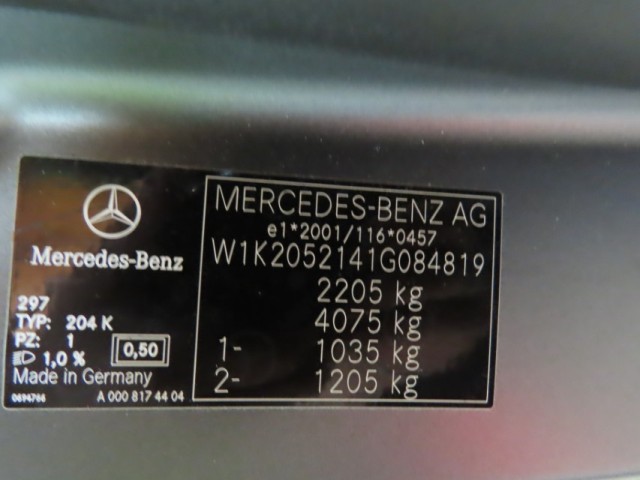 Mercedes-Benz
297
TYP: 204 K
PZ: 1
1,0 %
0,50
Made in Germany
0694766
A 000 817 44 04
MERCEDES-BENZ AG
e1*2001/116*0457
W1K2052141G084819
2205 kg
4075 kg
1- 1035 kg
2- 1205 kg